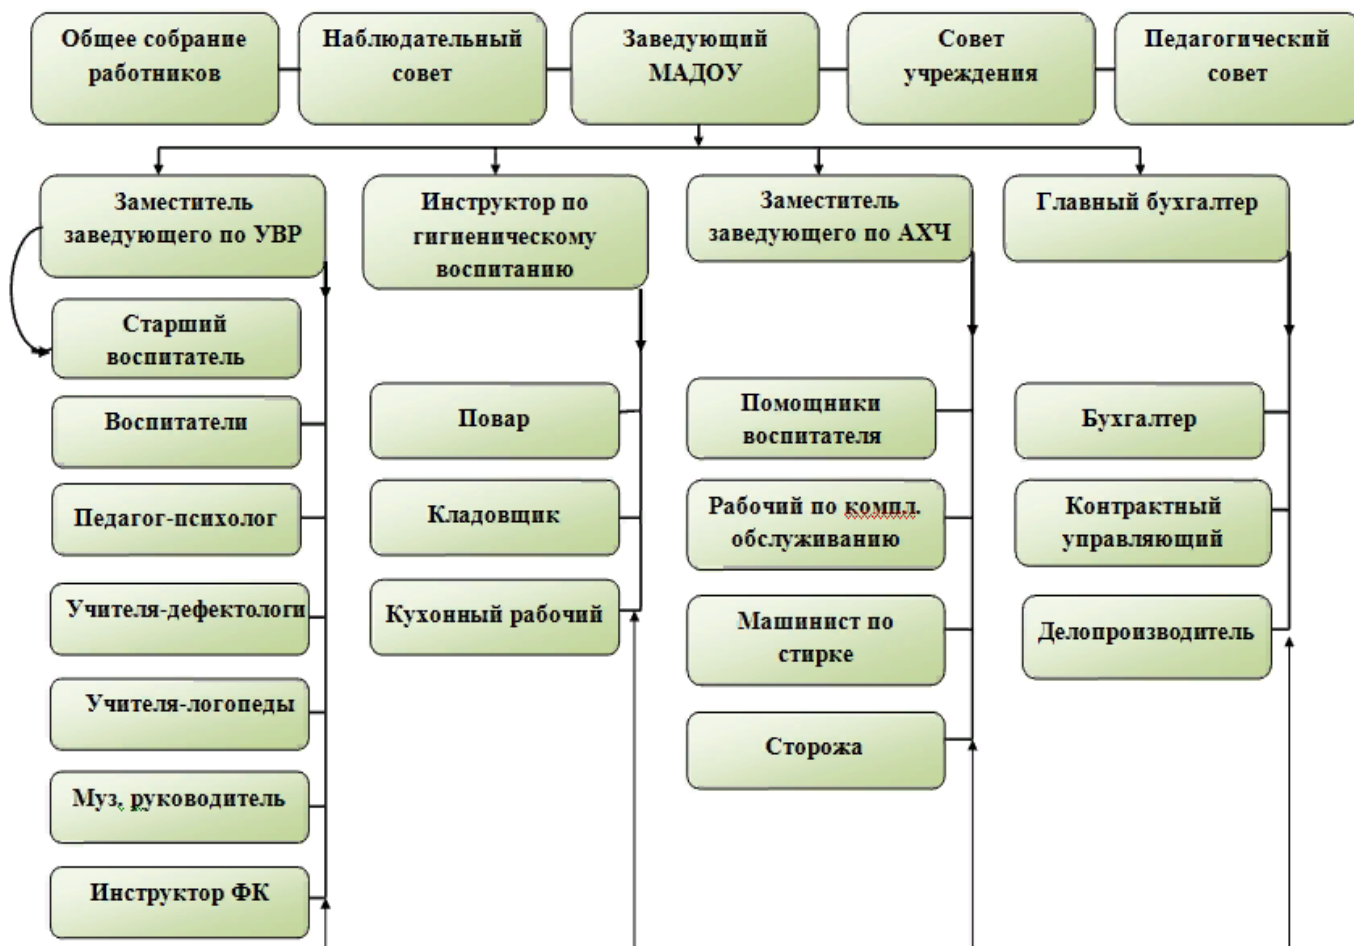 Общее собрание
работников
Наблюдательный
совет
Заведующий
МАДОУ
Совет
учреждения
Педагогический
совет
Заместитель
заведующего по УВР
Инструктор по
гигиеническому
воспитанию
Заместитель
заведующего по АХЧ
Главный бухгалтер
Старший
воспитатель
Воспитатели
Педагог-психолог
Учителя-дефектологи
Учителя-логопеды
Муз. руководитель
Инструктор ФК
Повар
Кладовщик
Кухонный рабочий
Помощники
воспитателя
Рабочий по компл.
обслуживанию
Машинист по
стирке
Сторожа
Бухгалтер
Контрактный
управляющий
Делопроизводитель